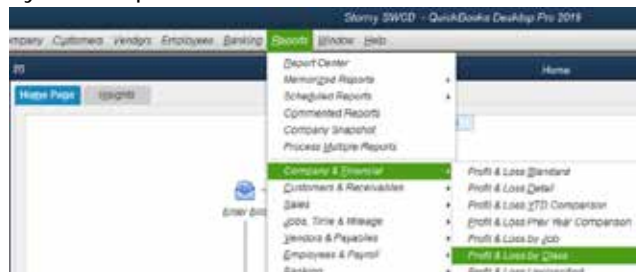 Stormy SWCD - QuickBooks Desktop Pro 2019
Company Customers Vendors Employees Banking Reports Window Help
Home
Home Page Insights
Report Center
Memorized Reports
Scheduled Reports
Commented Reports
Company Snapshot
Process Multiple Reports
Company & Financial
Customers & Receivables
Sales
Jobs, Time & Mileage
Vendors & Payables
Employees & Payroll
Banking
Enter Bills
Profit & Loss Standard
Profit & Loss Detail
Profit & Loss YTD Comparison
Profit & Loss Prev Year Comparison
Profit & Loss by Job
Profit & Loss by Class
Profit & Loss Unclassified